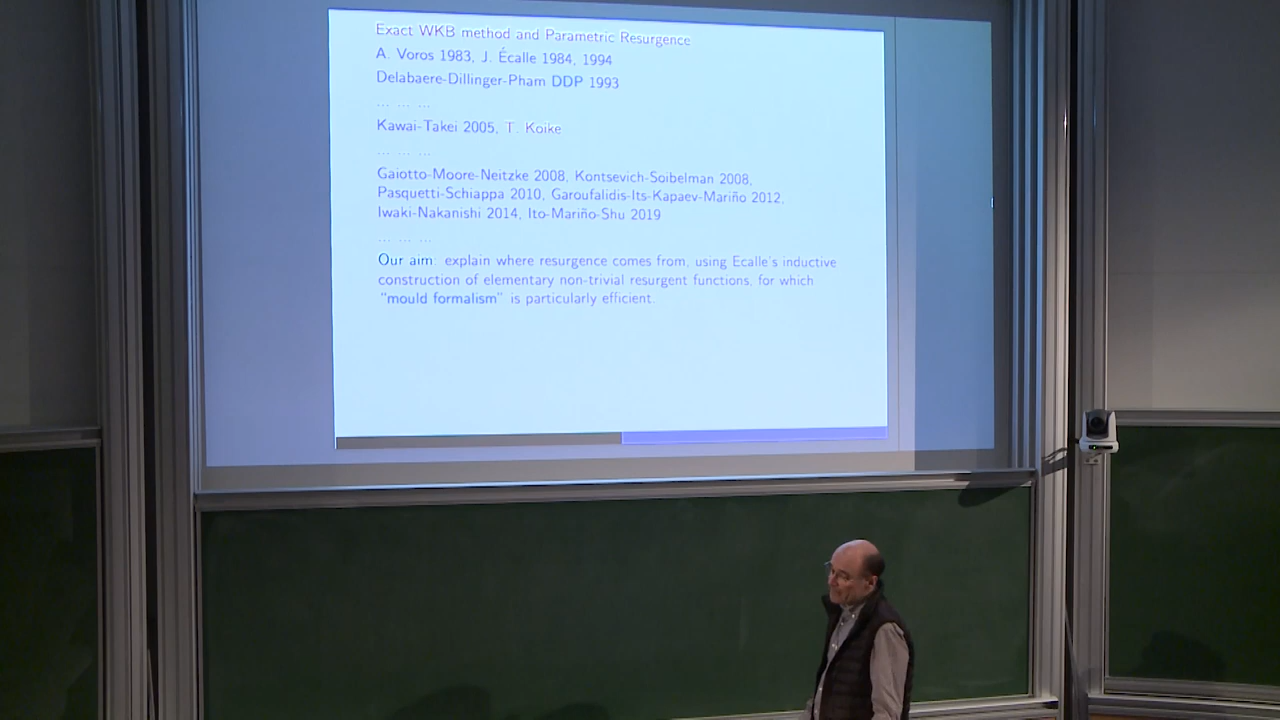 Exact WKB method and Parametric Resurgence
A. Voros 1983, J. Écalle 1984, 1994
Delabaere-Dillinger-Pham DDP 1993
... ... ...
Kawai-Takei 2005, T. Koike
... ... ...
Gaiotto-Moore-Neitzke 2008, Kontsevich-Soibelman 2008,
Pasquetti-Schiappa 2010, Garoufalidis-Its-Kapaev-Mariño 2012,
Iwaki-Nakanishi 2014, Ito-Mariño-Shu 2019
... ... ...
Our aim: explain where resurgence comes from, using Ecalle's inductive
construction of elementary non-trivial resurgent functions, for which
"mould formalism" is particularly efficient.